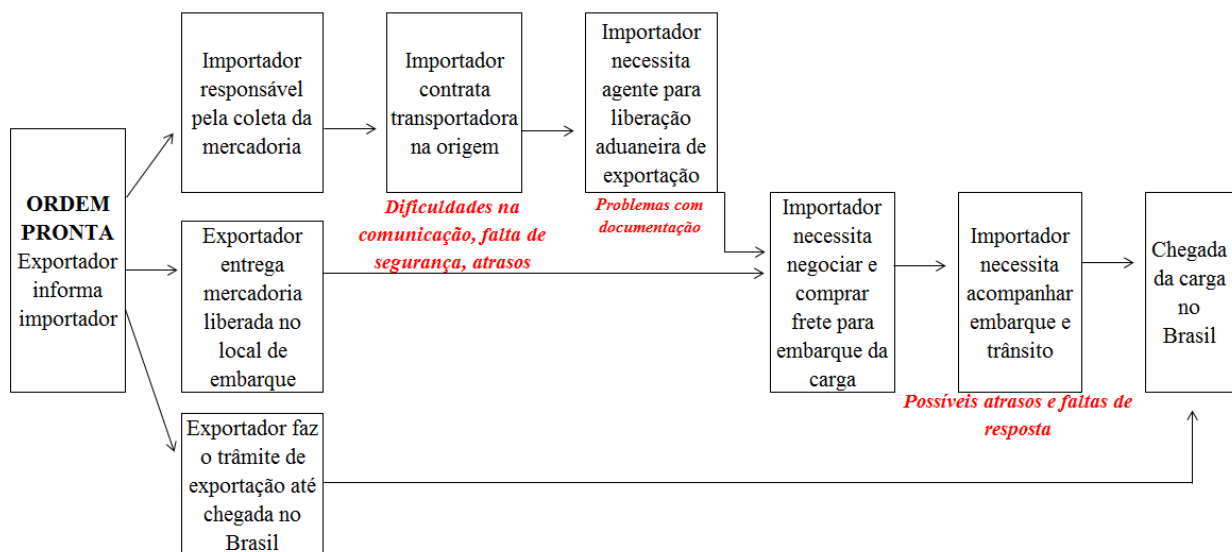 ORDEM
PRONTA
Exportador
informa
importador
Importador
responsável
pela coleta da
mercadoria
Importador
contrata
transportadora
na origem
Dificuldades na
comunicação, falta de
segurança, atrasos
Importador
necessita
agente para
liberação
aduaneira de
exportação
Problemas com
documentação
Exportador
entrega
mercadoria
liberada no
local de
embarque
Importador
necessita
negociar e
comprar
frete para
embarque da
carga
Importador
necessita
acompanhar
embarque e
trânsito
Possíveis atrasos e faltas de
resposta
Chegada
da carga
no
Brasil
Exportador faz
o trâmite de
exportação até
chegada no
Brasil